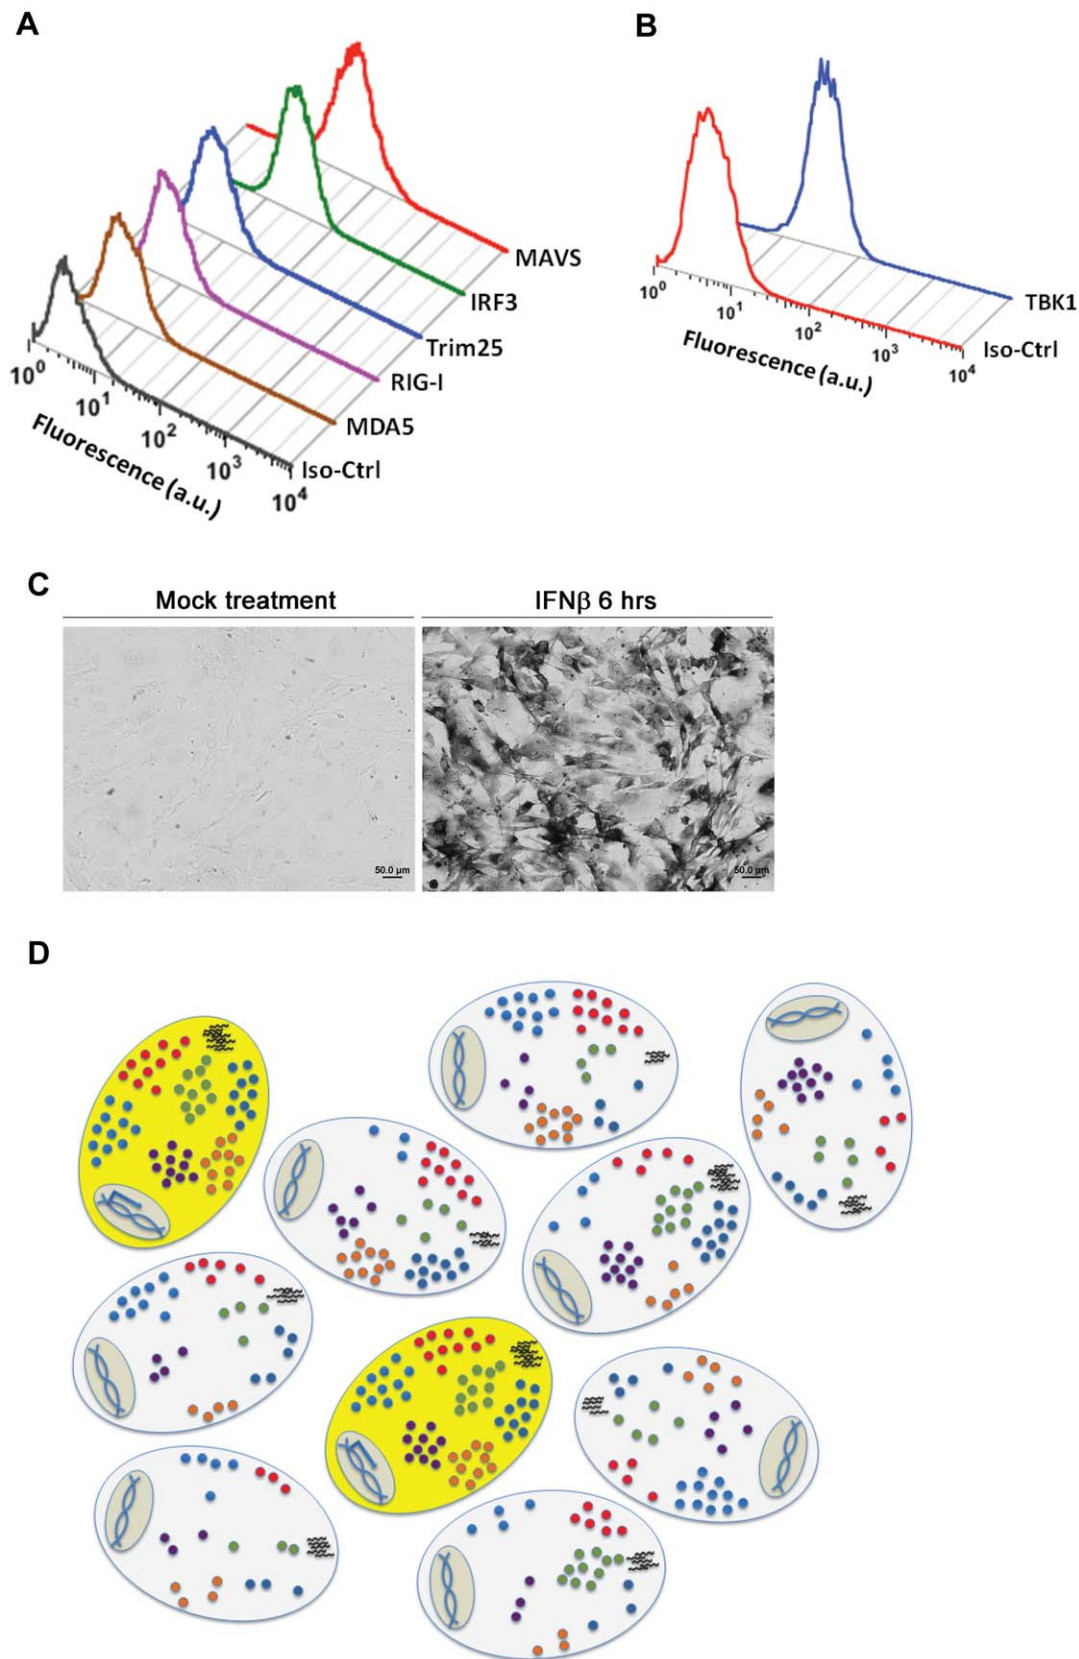 A
MAVS
IRF3
Trim25
RIG-I
MDA5
Iso-Ctrl
10⁰
10¹
10²
10³
10⁴
Fluorescence (a.u.)
B
TBK1
Iso-Ctrl
10⁰
10¹
10²
10³
10⁴
Fluorescence (a.u.)
C
Mock treatment
IFNβ 6 hrs
50.0 µm
50.0 µm
D